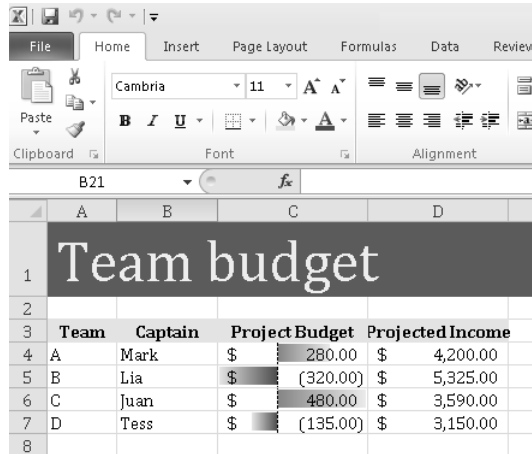 File Home Insert Page Layout Formulas Data Review
Cambria 11 A A
Paste
B I U A
Clipboard Font Alignment
B21 fx
A B C D
1 Team budget
2
3 Team Captain Project Budget Projected Income
4 A Mark $ 280.00 $ 4,200.00
5 B Lia $ (320.00) $ 5,325.00
6 C Juan $ 480.00 $ 3,590.00
7 D Tess $ (135.00) $ 3,150.00
8